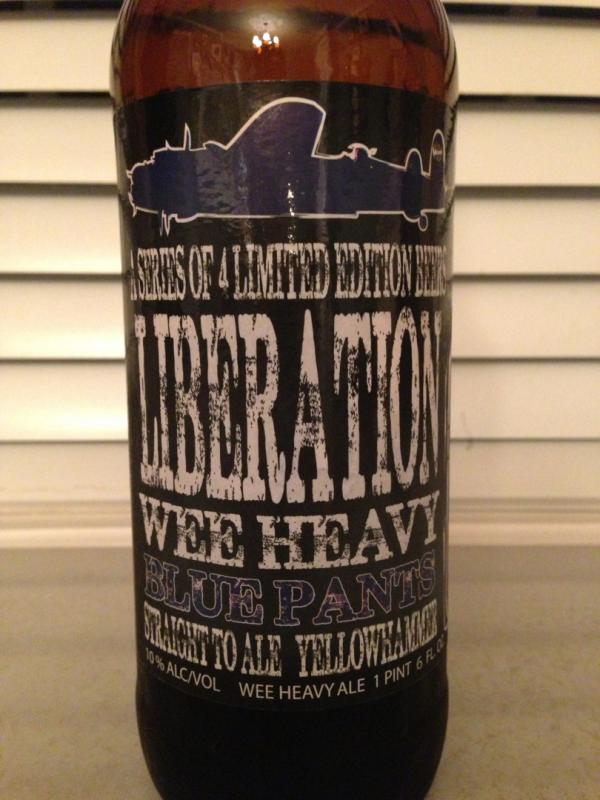 A SERIES OF 4 LIMITED EDITION BEERS
LIBERATION
WEE HEAVY
BLUE PANTS
STRAIGHT TO ALE YELLOWHAMMER
10% ALC/VOL WEE HEAVY ALE 1 PINT 6 FL.O